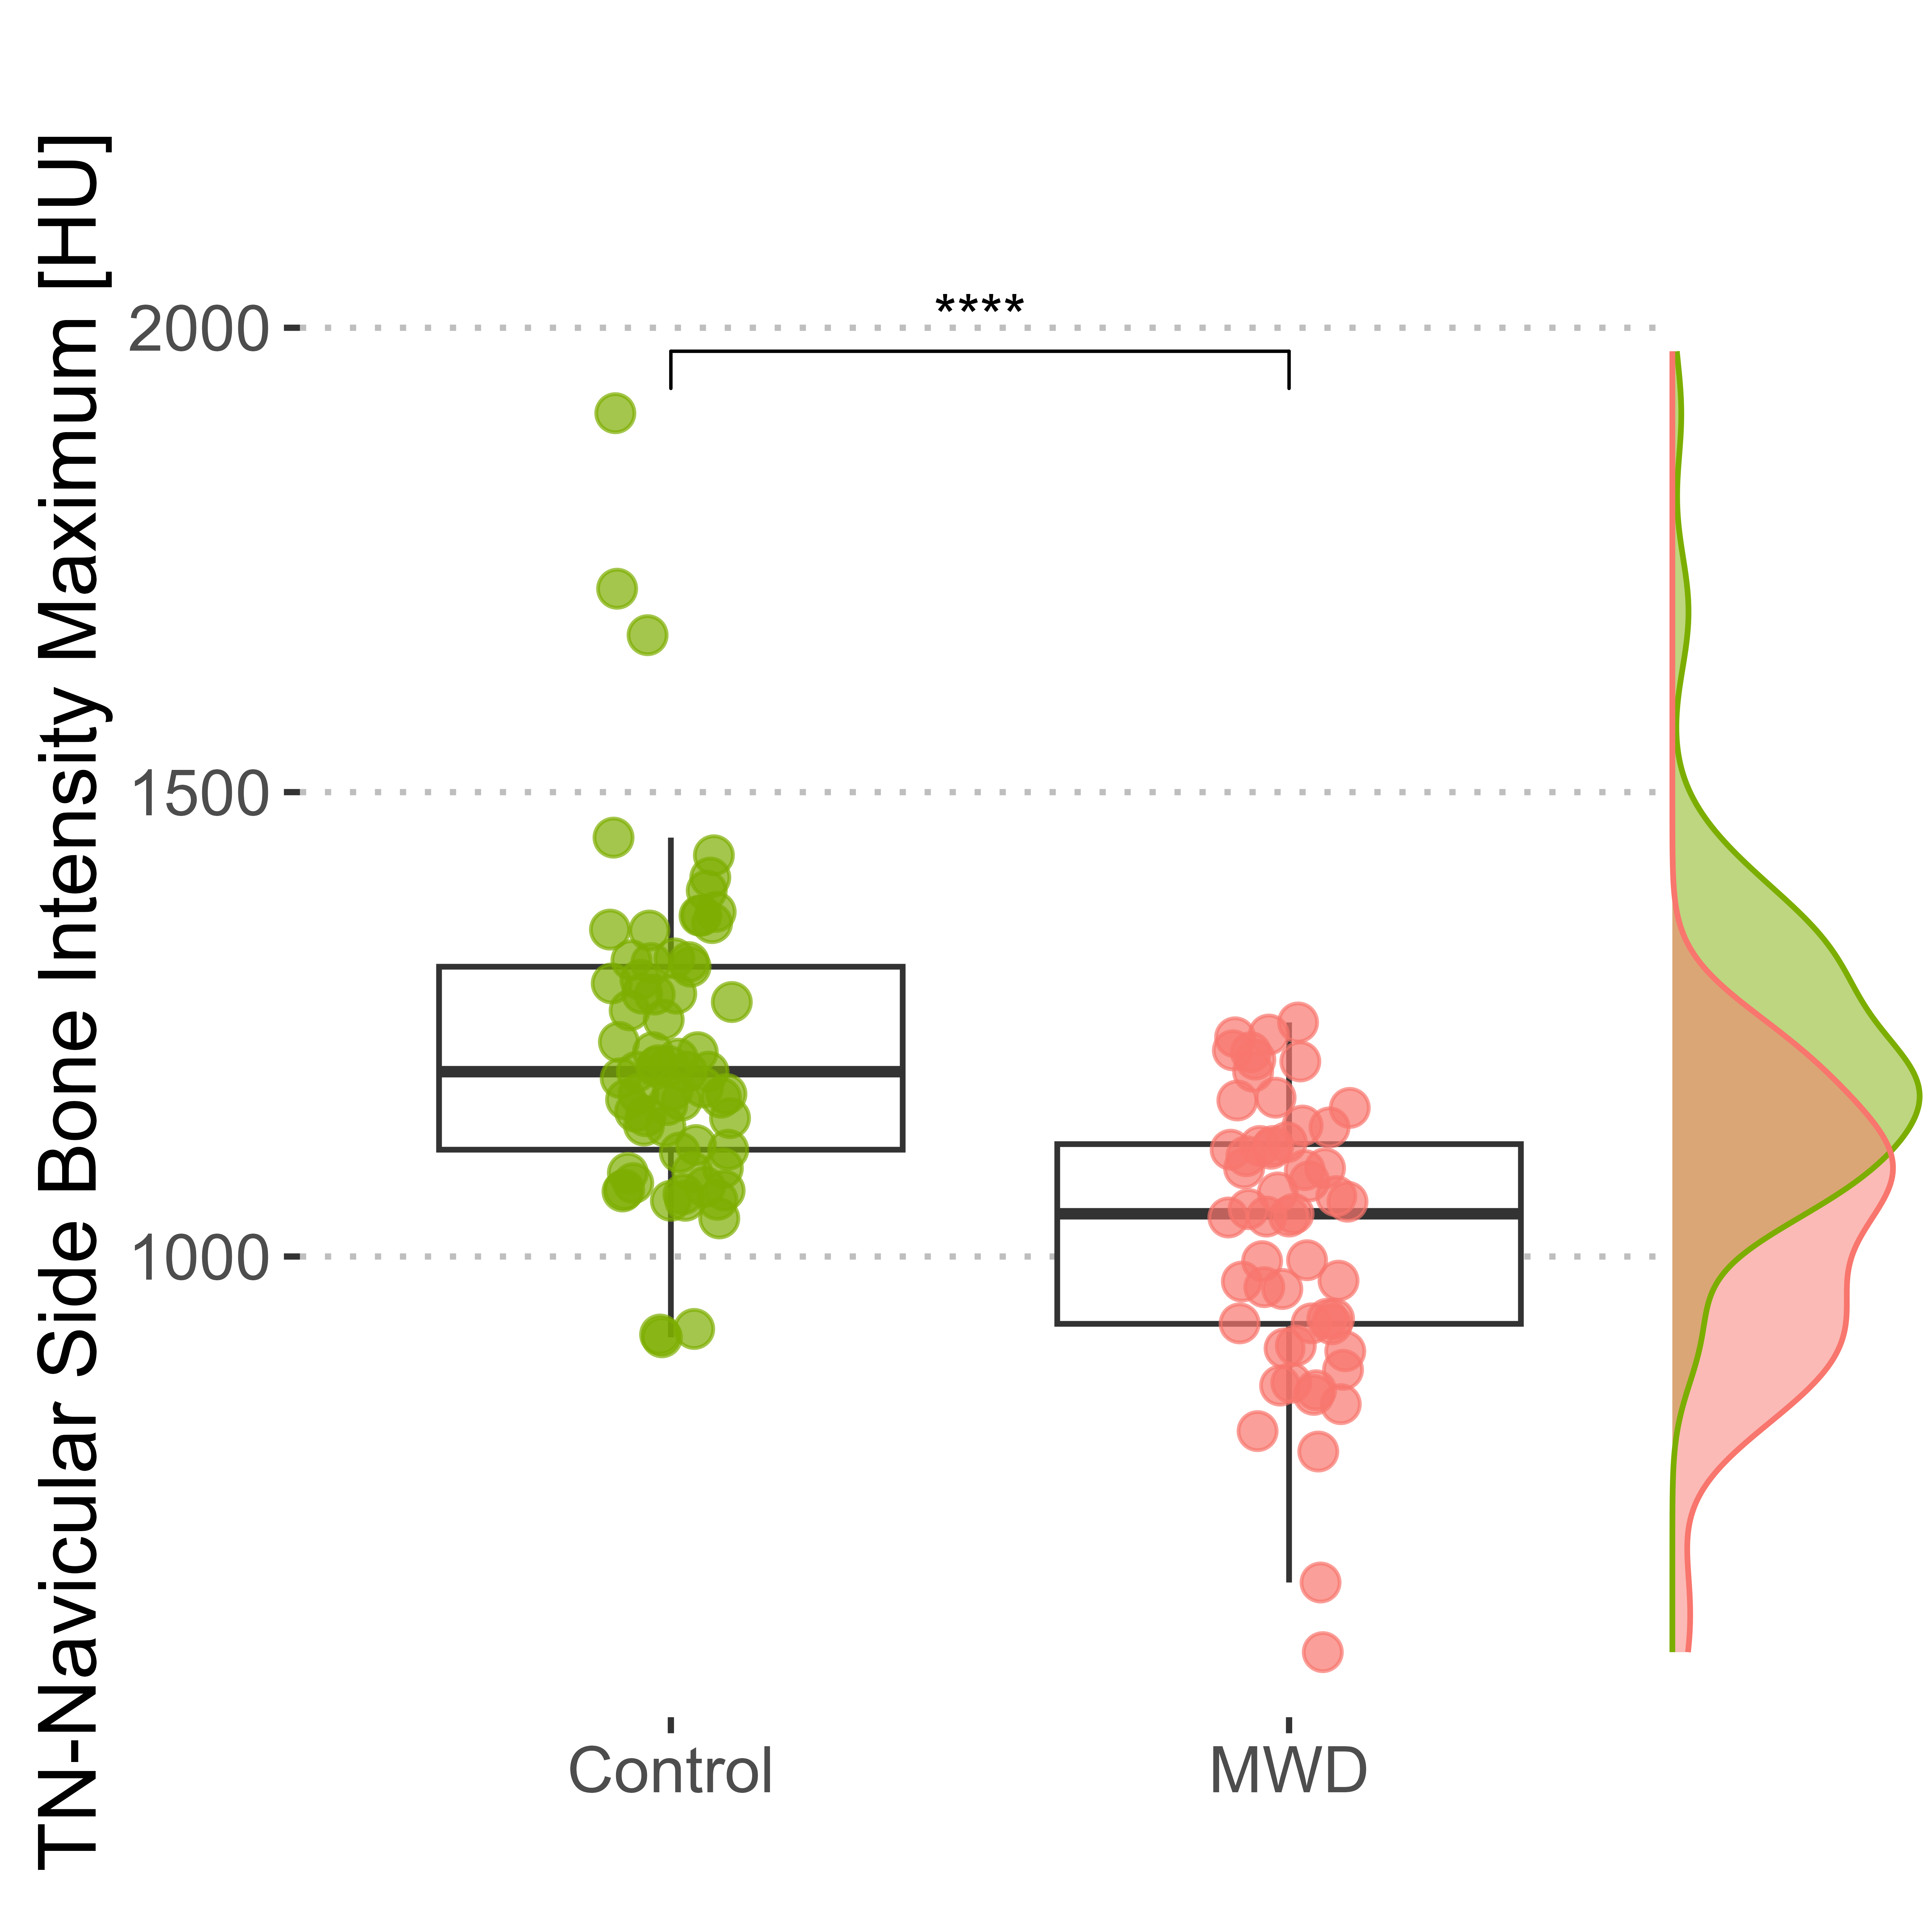 TN-Navicular Side Bone Intensity Maximum [HU]
2000
1500
1000
****
Control
MWD